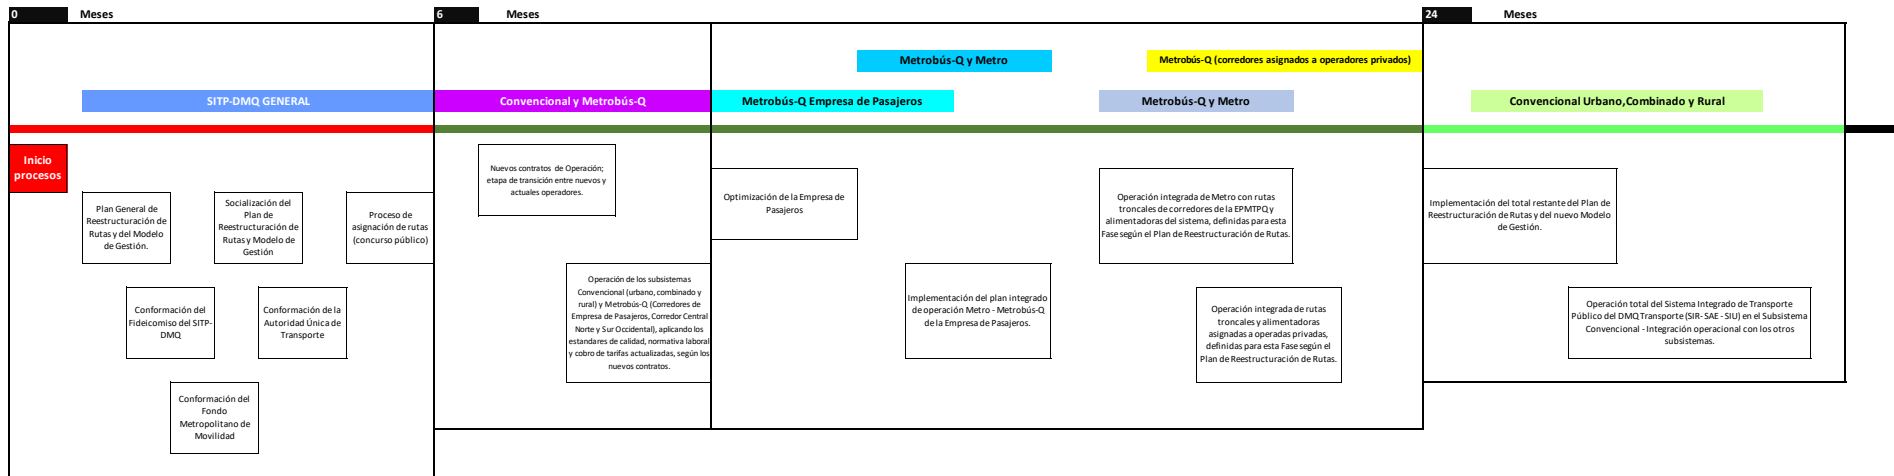 0 Meses
6 Meses
24 Meses
Metrobús-Q y Metro
Metrobús-Q (corredores asignados a operadores privados)
SITP-DMQ GENERAL
Convencional y Metrobús-Q
Metrobús-Q Empresa de Pasajeros
Metrobús-Q y Metro
Convencional Urbano,Combinado y Rural
Inicio
procesos
Plan General de
Reestructuración de
Rutas y del Modelo
de Gestión.
Socialización del
Plan de
Reestructuración de
Rutas y Modelo de
Gestión
Proceso de
asignación de rutas
(concurso público)
Conformación del
Fideicomiso del SITP-
DMQ
Conformación de la
Autoridad Única de
Transporte
Conformación del
Fondo
Metropolitano de
Movilidad
Nuevos contratos de Operación;
etapa de transición entre nuevos y
actuales operadores.
Operación de los subsistemas
Convencional (urbano, combinado y
rural) y Metrobús-Q (Corredores de
Empresa de Pasajeros, Corredor Central
Norte y Sur Occidental), aplicando los
estandares de calidad, normativa laboral
y cobro de tarifas actualizadas, según los
nuevos contratos.
Optimización de la Empresa de
Pasajeros
Implementación del plan integrado
de operación Metro - Metrobús-Q
de la Empresa de Pasajeros.
Operación integrada de Metro con rutas
troncales de corredores de la EPMTPQ y
alimentadoras del sistema, definidas para esta
Fase según el Plan de Reestructuración de Rutas.
Operación integrada de rutas
troncales y alimentadoras
asignadas a operadas privadas,
definidas para esta Fase según el
Plan de Reestructuración de Rutas.
Implementación del total restante del Plan de
Reestructuración de Rutas y del nuevo Modelo
de Gestión.
Operación total del Sistema Integrado de Transporte
Público del DMQ Transporte (SIR- SAE - SIU) en el Subsistema
Convencional - Integración operacional con los otros
subsistemas.